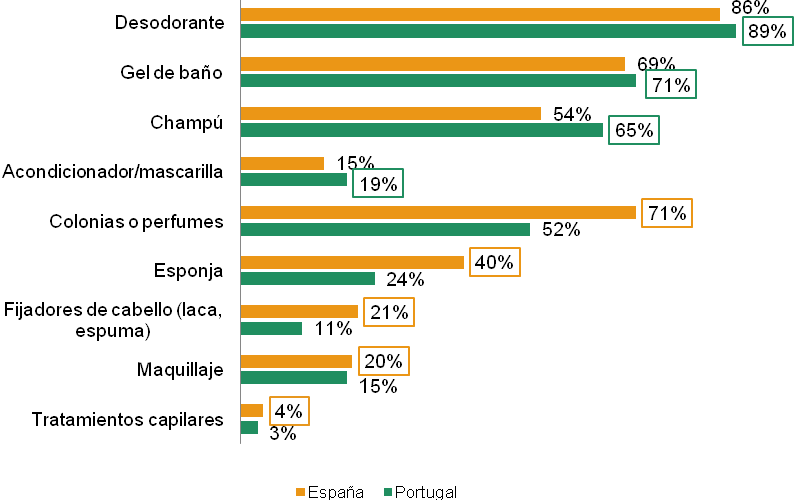 86%
Desodorante
89%
69%
Gel de baño
71%
54%
Champú
65%
15%
Acondicionador/mascarilla
19%
71%
Colonias o perfumes
52%
40%
Esponja
24%
Fijadores de cabello (laca,
espuma)
21%
11%
20%
Maquillaje
15%
4%
Tratamientos capilares
3%
España
Portugal